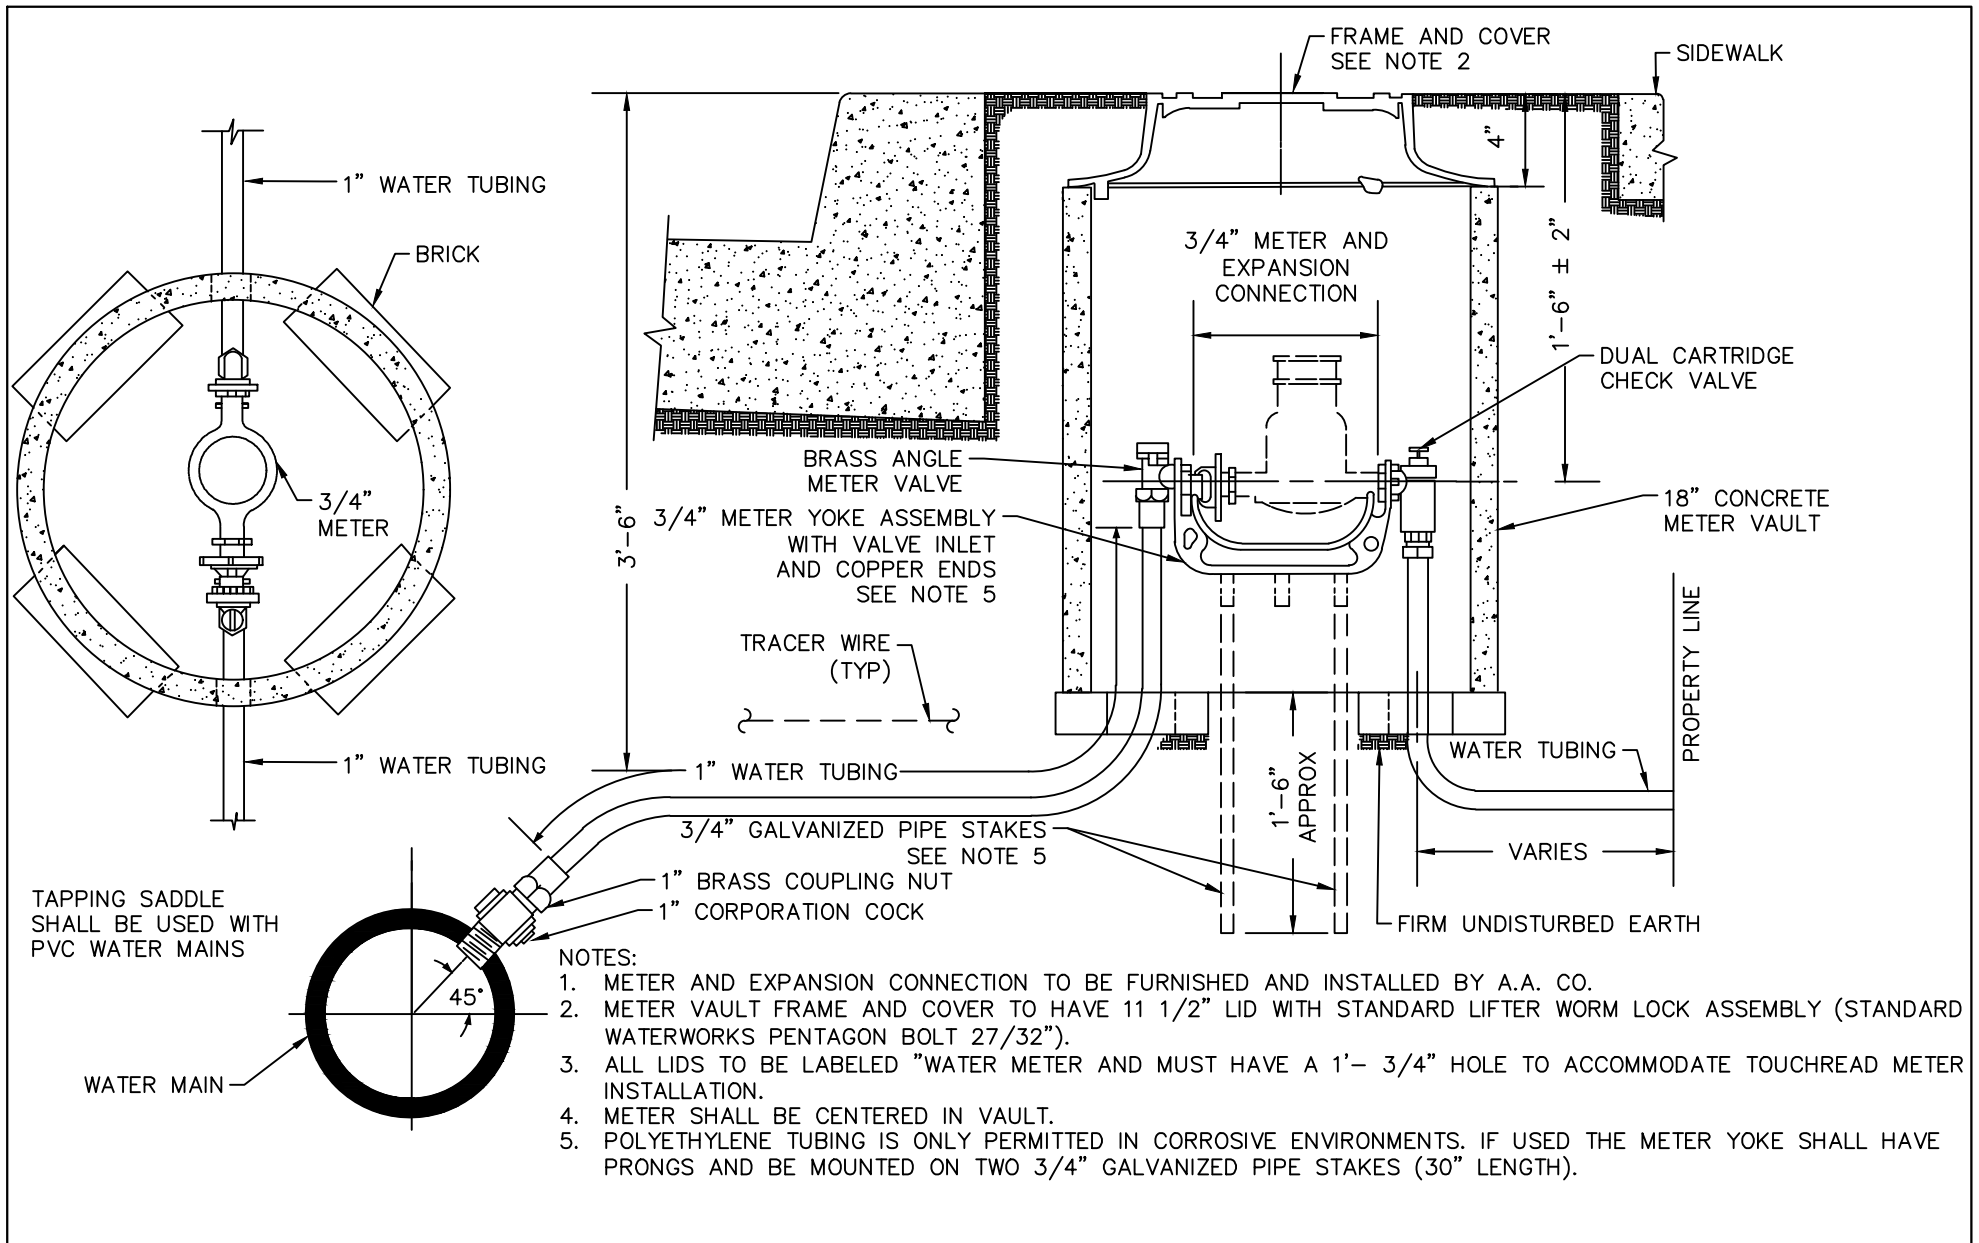 FRAME AND COVER
SEE NOTE 2
SIDEWALK
4"
1" WATER TUBING
BRICK
3/4" METER AND
EXPANSION
CONNECTION
1'-6" ± 2"
DUAL CARTRIDGE
CHECK VALVE
BRASS ANGLE
METER VALVE
3/4"
METER
3'-6"
3/4" METER YOKE ASSEMBLY
WITH VALVE INLET
AND COPPER ENDS
SEE NOTE 5
18" CONCRETE
METER VAULT
TRACER WIRE
(TYP)
PROPERTY LINE
1" WATER TUBING
1" WATER TUBING
WATER TUBING
1'-6"
APPROX
3/4" GALVANIZED PIPE STAKES
SEE NOTE 5
VARIES
1" BRASS COUPLING NUT
1" CORPORATION COCK
FIRM UNDISTURBED EARTH
TAPPING SADDLE
SHALL BE USED WITH
PVC WATER MAINS
45°
WATER MAIN
NOTES:
1. METER AND EXPANSION CONNECTION TO BE FURNISHED AND INSTALLED BY A.A. CO.
2. METER VAULT FRAME AND COVER TO HAVE 11 1/2" LID WITH STANDARD LIFTER WORM LOCK ASSEMBLY (STANDARD
WATERWORKS PENTAGON BOLT 27/32").
3. ALL LIDS TO BE LABELED "WATER METER AND MUST HAVE A 1'- 3/4" HOLE TO ACCOMMODATE TOUCHREAD METER
INSTALLATION.
4. METER SHALL BE CENTERED IN VAULT.
5. POLYETHYLENE TUBING IS ONLY PERMITTED IN CORROSIVE ENVIRONMENTS. IF USED THE METER YOKE SHALL HAVE
PRONGS AND BE MOUNTED ON TWO 3/4" GALVANIZED PIPE STAKES (30" LENGTH).